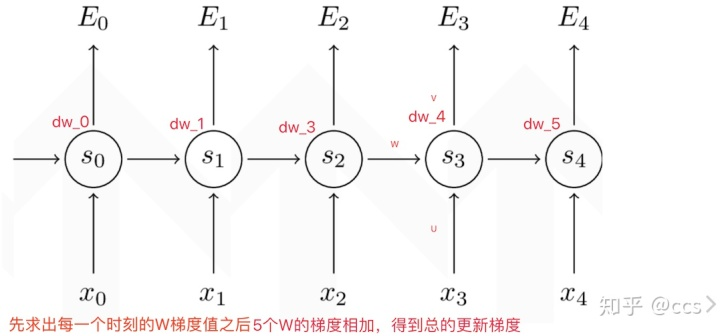 E_0 E_1 E_2 E_3 E_4
v
dw_0 dw_1 dw_3 dw_4 dw_5
s_0 s_1 s_2 w s_3 s_4
u
x_0 x_1 x_2 x_3 x_4
知乎 @ccs
先求出每一个时刻的W梯度值之后5个W的梯度相加，得到总的更新梯度